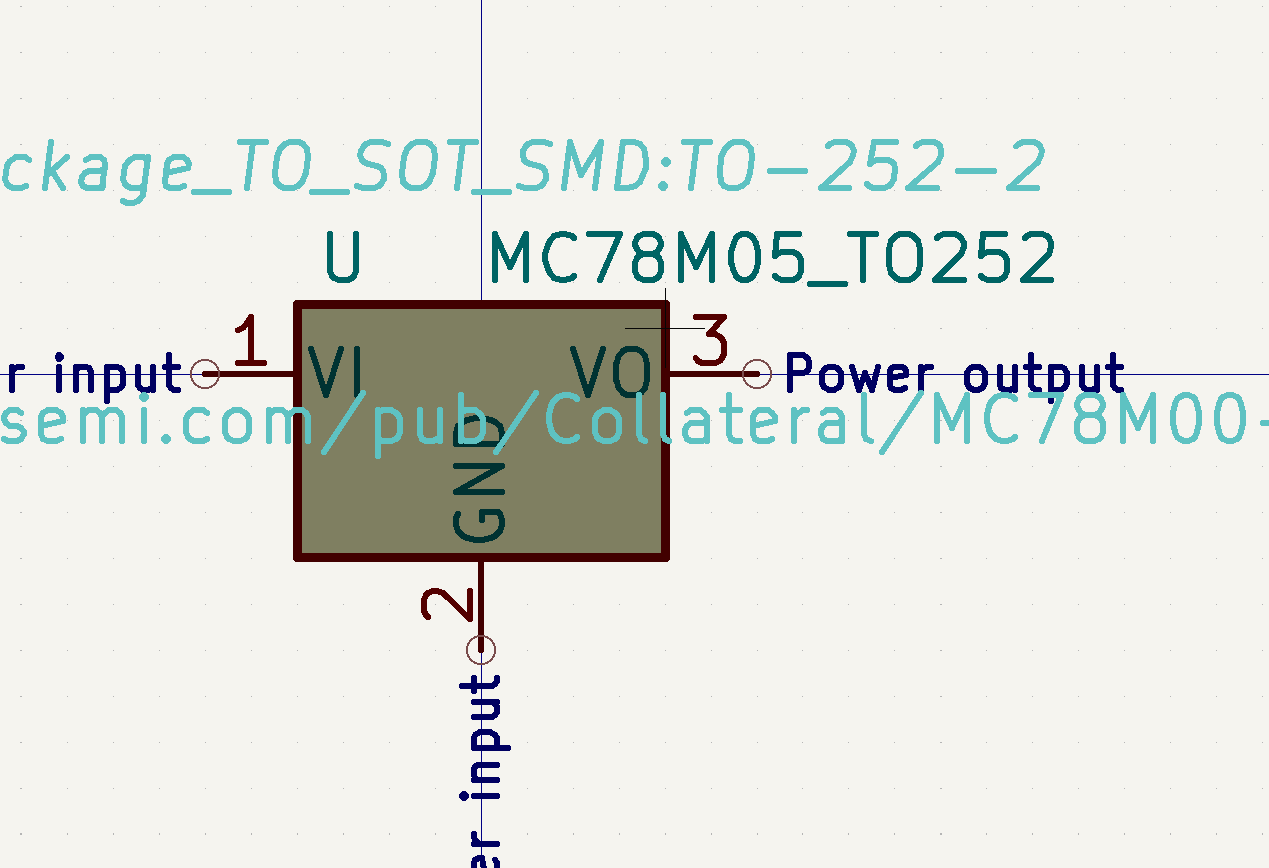 ckage_TO_SOT_SMD:TO-252-2
U MC78M05_TO252
1 3
r input VI VO Power output
semi.com/pub/Collateral/MC78M00-
GND
2
er input